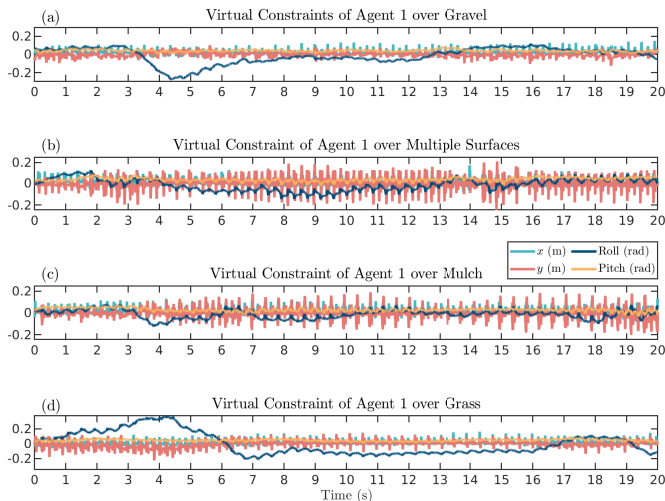 (a) Virtual Constraints of Agent 1 over Gravel
0.2
0
-0.2
0 1 2 3 4 5 6 7 8 9 10 11 12 13 14 15 16 17 18 19 20
(b) Virtual Constraint of Agent 1 over Multiple Surfaces
0.2
0
-0.2
0 1 2 3 4 5 6 7 8 9 10 11 12 13 14 15 16 17 18 19 20
x (m) Roll (rad)
y (m) Pitch (rad)
(c) Virtual Constraint of Agent 1 over Mulch
0.2
0
-0.2
0 1 2 3 4 5 6 7 8 9 10 11 12 13 14 15 16 17 18 19 20
(d) Virtual Constraint of Agent 1 over Grass
0.2
0
-0.2
0 1 2 3 4 5 6 7 8 9 10 11 12 13 14 15 16 17 18 19 20
Time (s)